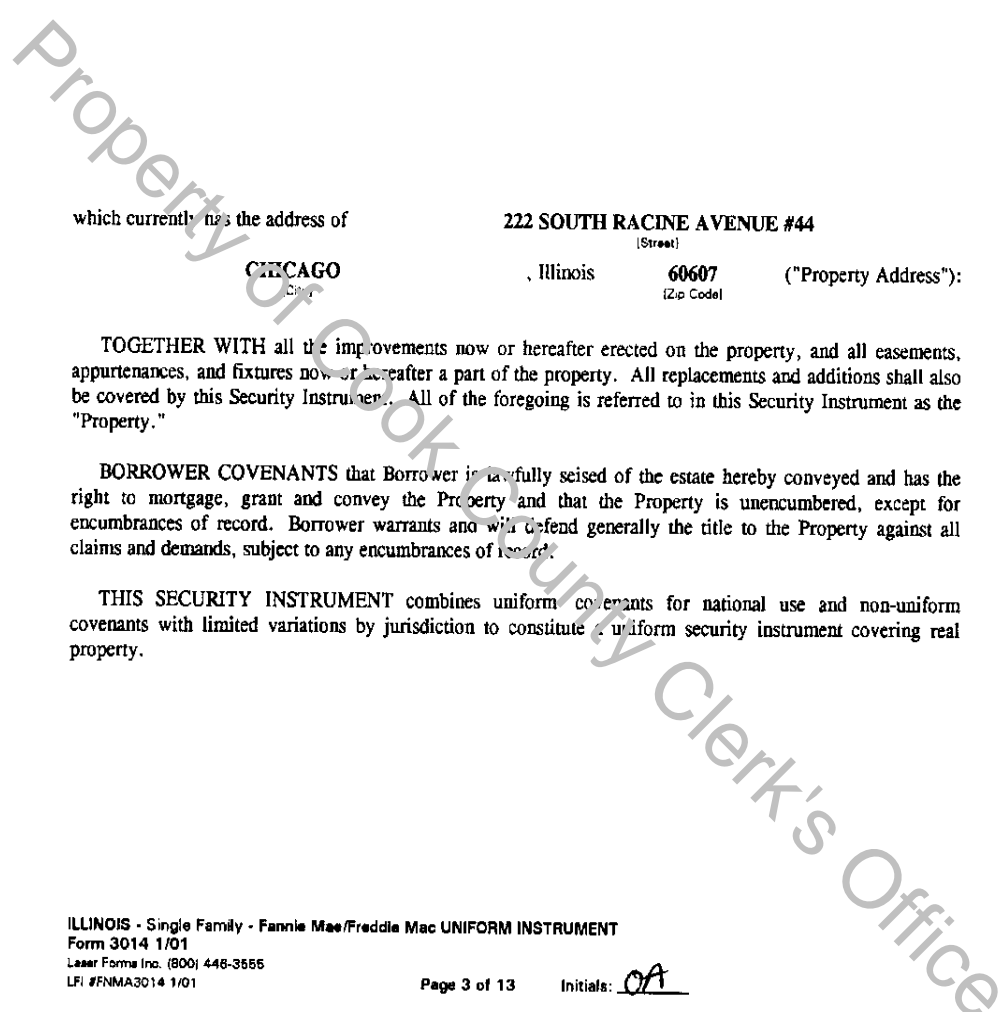 which currently has the address of 222 SOUTH RACINE AVENUE #44
[Street]
CHICAGO , Illinois 60607 ("Property Address"):
[City] [Zip Code]
TOGETHER WITH all the improvements now or hereafter erected on the property, and all easements,
appurtenances, and fixtures now or hereafter a part of the property. All replacements and additions shall also
be covered by this Security Instrument. All of the foregoing is referred to in this Security Instrument as the
"Property."
BORROWER COVENANTS that Borrower is lawfully seised of the estate hereby conveyed and has the
right to mortgage, grant and convey the Property and that the Property is unencumbered, except for
encumbrances of record. Borrower warrants and will defend generally the title to the Property against all
claims and demands, subject to any encumbrances of record.
THIS SECURITY INSTRUMENT combines uniform covenants for national use and non-uniform
covenants with limited variations by jurisdiction to constitute a uniform security instrument covering real
property.
ILLINOIS - Single Family - Fannie Mae/Freddie Mac UNIFORM INSTRUMENT
Form 3014 1/01
Laser Forms Inc. (800) 446-3555
LFI #FNMA3014 1/01
Page 3 of 13 Initials: OA
Property of Cook County Clerk's Office